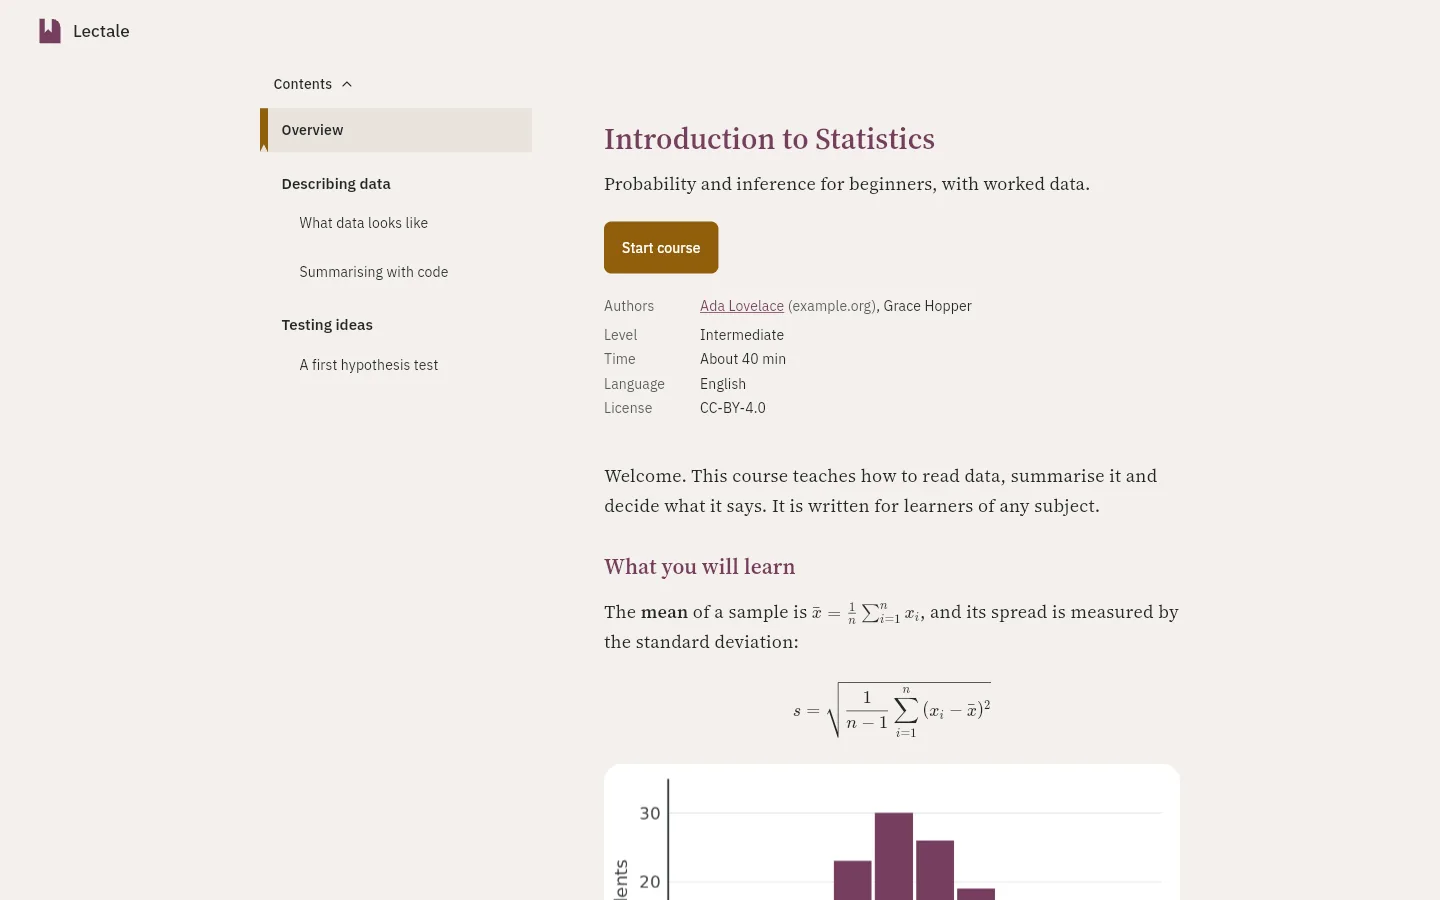 Lectale
Contents
Overview
Describing data
What data looks like
Summarising with code
Testing ideas
A first hypothesis test
Introduction to Statistics
Probability and inference for beginners, with worked data.
Start course
Authors Ada Lovelace (example.org), Grace Hopper
Level Intermediate
Time About 40 min
Language English
License CC-BY-4.0
Welcome. This course teaches how to read data, summarise it and
decide what it says. It is written for learners of any subject.
What you will learn
The mean of a sample is x̄ = 1/n ∑ⁿᵢ₌₁ xᵢ, and its spread is measured by
the standard deviation:
s = √(1/(n − 1) ∑ⁿᵢ₌₁ (xᵢ − x̄)²)
30
20